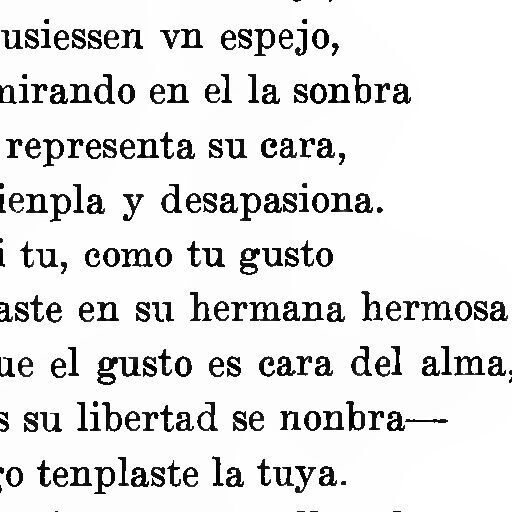 usiessen vn espejo,
mirando en el la sonbra
representa su cara,
ienpla y desapasiona.
i tu, como tu gusto
aste en su hermana hermosa
ue el gusto es cara del alma,
s su libertad se nonbra—
go tenplaste la tuya.